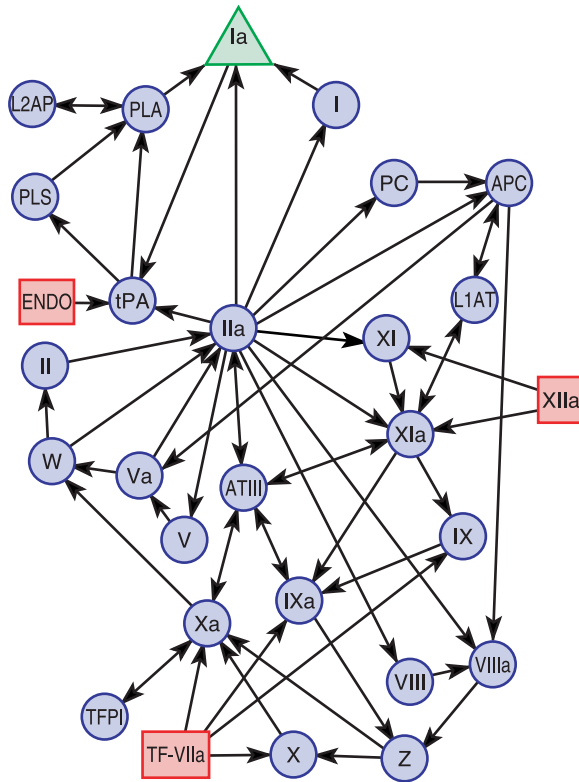 Ia
L2AP
PLA
I
PLS
PC
APC
ENDO
tPA
IIa
L1AT
XI
II
XIIa
XIa
W
Va
ATIII
V
IX
IXa
Xa
VIII
VIIIa
TFPI
TF-VIIa
X
Z